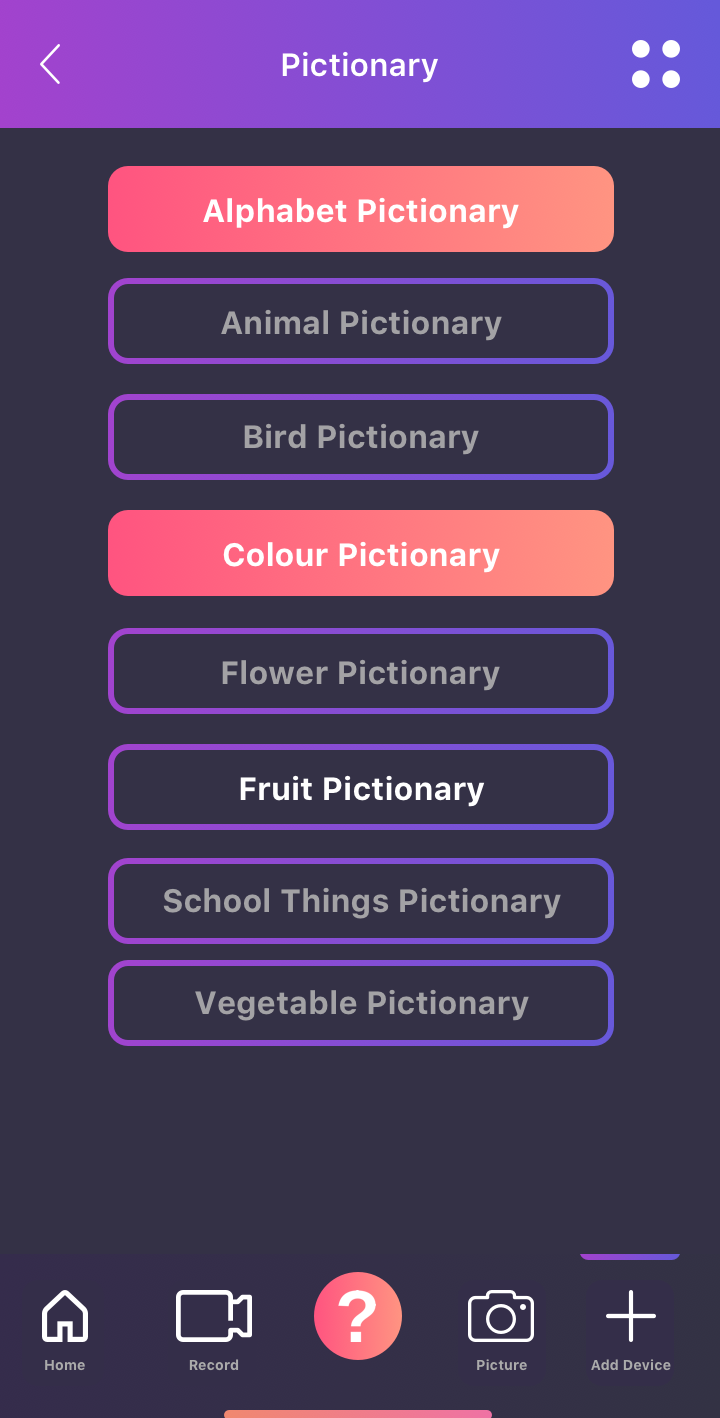 Pictionary
Alphabet Pictionary
Animal Pictionary
Bird Pictionary
Colour Pictionary
Flower Pictionary
Fruit Pictionary
School Things Pictionary
Vegetable Pictionary
?
Home
Record
Picture
Add Device